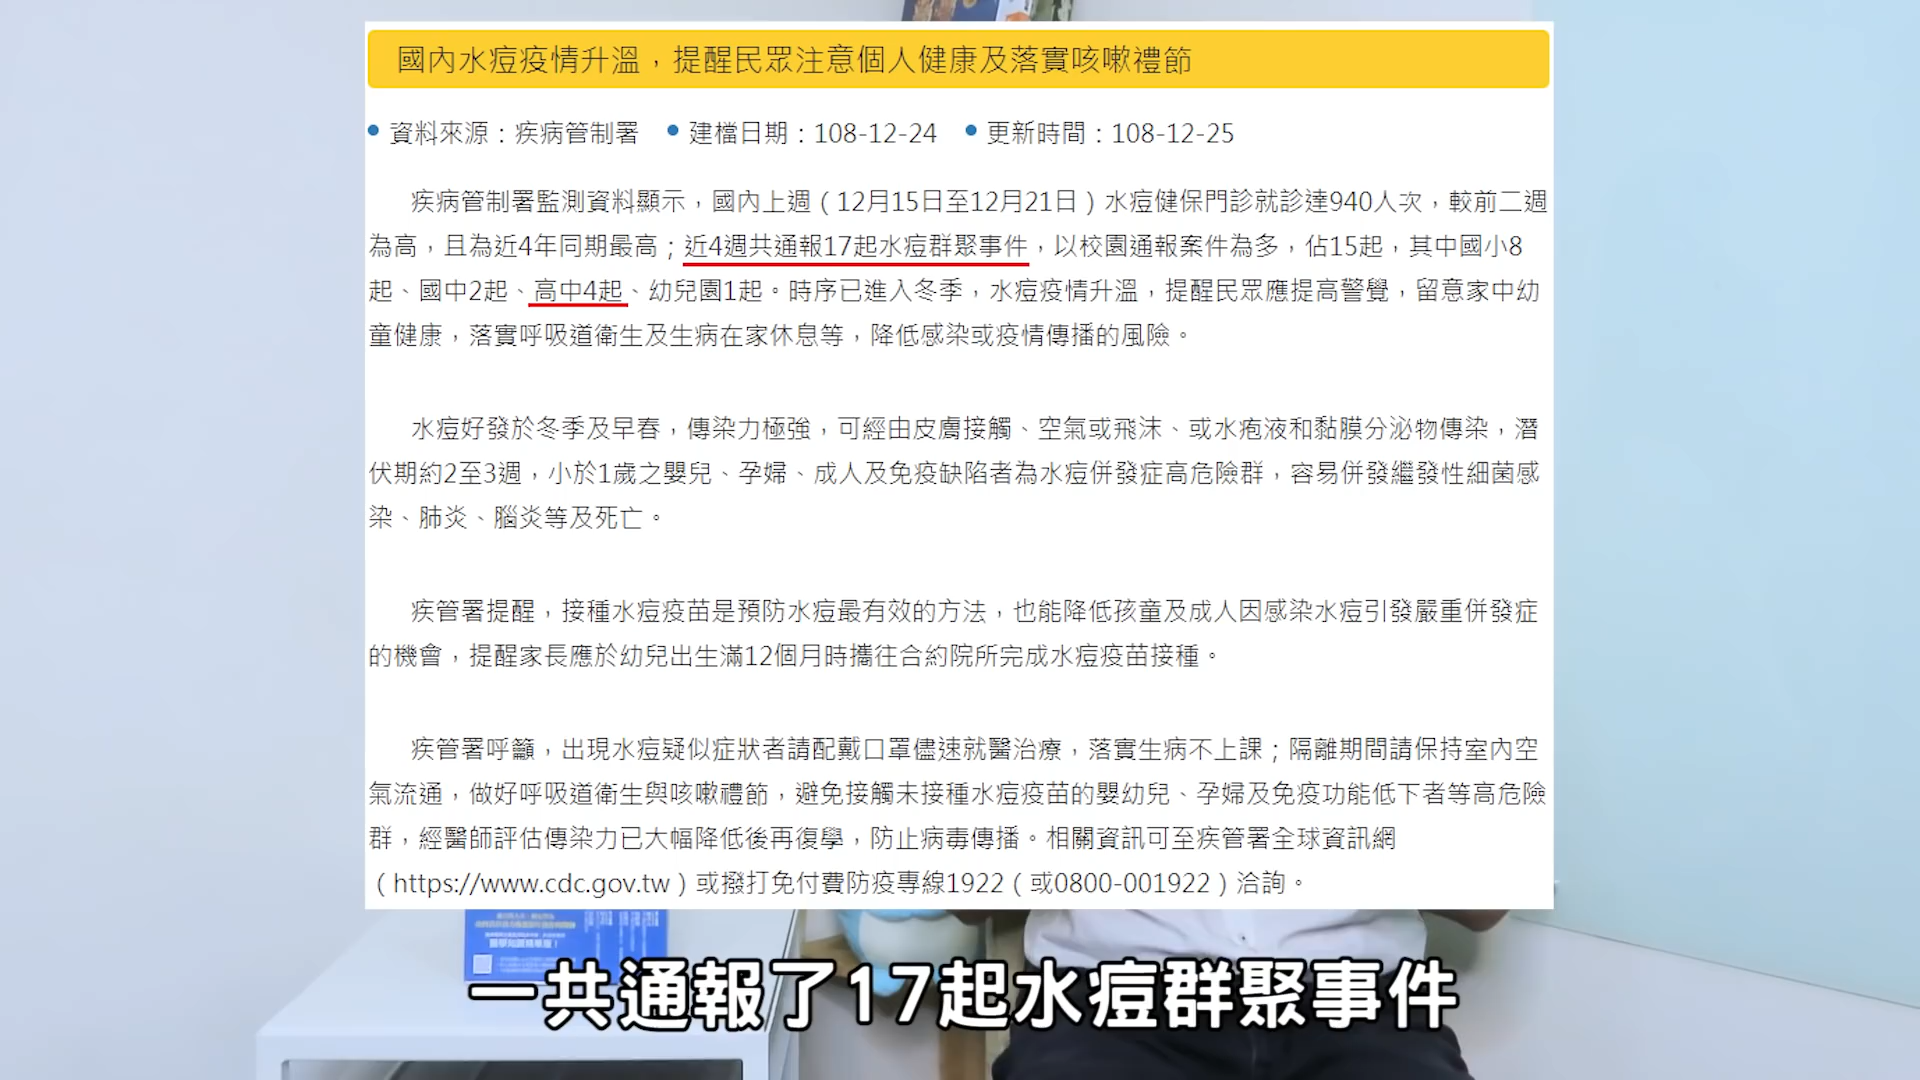 國內水痘疫情升溫，提醒民眾注意個人健康及落實咳嗽禮節
資料來源：疾病管制署 建檔日期：108-12-24 更新時間：108-12-25
疾病管制署監測資料顯示，國內上週（12月15日至12月21日）水痘健保門診就診達940人次，較前二週
為高，且為近4年同期最高；近4週共通報17起水痘群聚事件，以校園通報案件為多，佔15起，其中國小8
起、國中2起、高中4起、幼兒園1起。時序已進入冬季，水痘疫情升溫，提醒民眾應提高警覺，留意家中幼
童健康，落實呼吸道衛生及生病在家休息等，降低感染或疫情傳播的風險。
水痘好發於冬季及早春，傳染力極強，可經由皮膚接觸、空氣或飛沫、或水疱液和黏膜分泌物傳染，潛
伏期約2至3週，小於1歲之嬰兒、孕婦、成人及免疫缺陷者為水痘併發症高危險群，容易併發繼發性細菌感
染、肺炎、腦炎等及死亡。
疾管署提醒，接種水痘疫苗是預防水痘最有效的方法，也能降低孩童及成人因感染水痘引發嚴重併發症
的機會，提醒家長應於幼兒出生滿12個月時攜往合約院所完成水痘疫苗接種。
疾管署呼籲，出現水痘疑似症狀者請配戴口罩儘速就醫治療，落實生病不上課；隔離期間請保持室內空
氣流通，做好呼吸道衛生與咳嗽禮節，避免接觸未接種水痘疫苗的嬰幼兒、孕婦及免疫功能低下者等高危險
群，經醫師評估傳染力已大幅降低後再復學，防止病毒傳播。相關資訊可至疾管署全球資訊網
（https://www.cdc.gov.tw）或撥打免付費防疫專線1922（或0800-001922）洽詢。
一共通報了17起水痘群聚事件